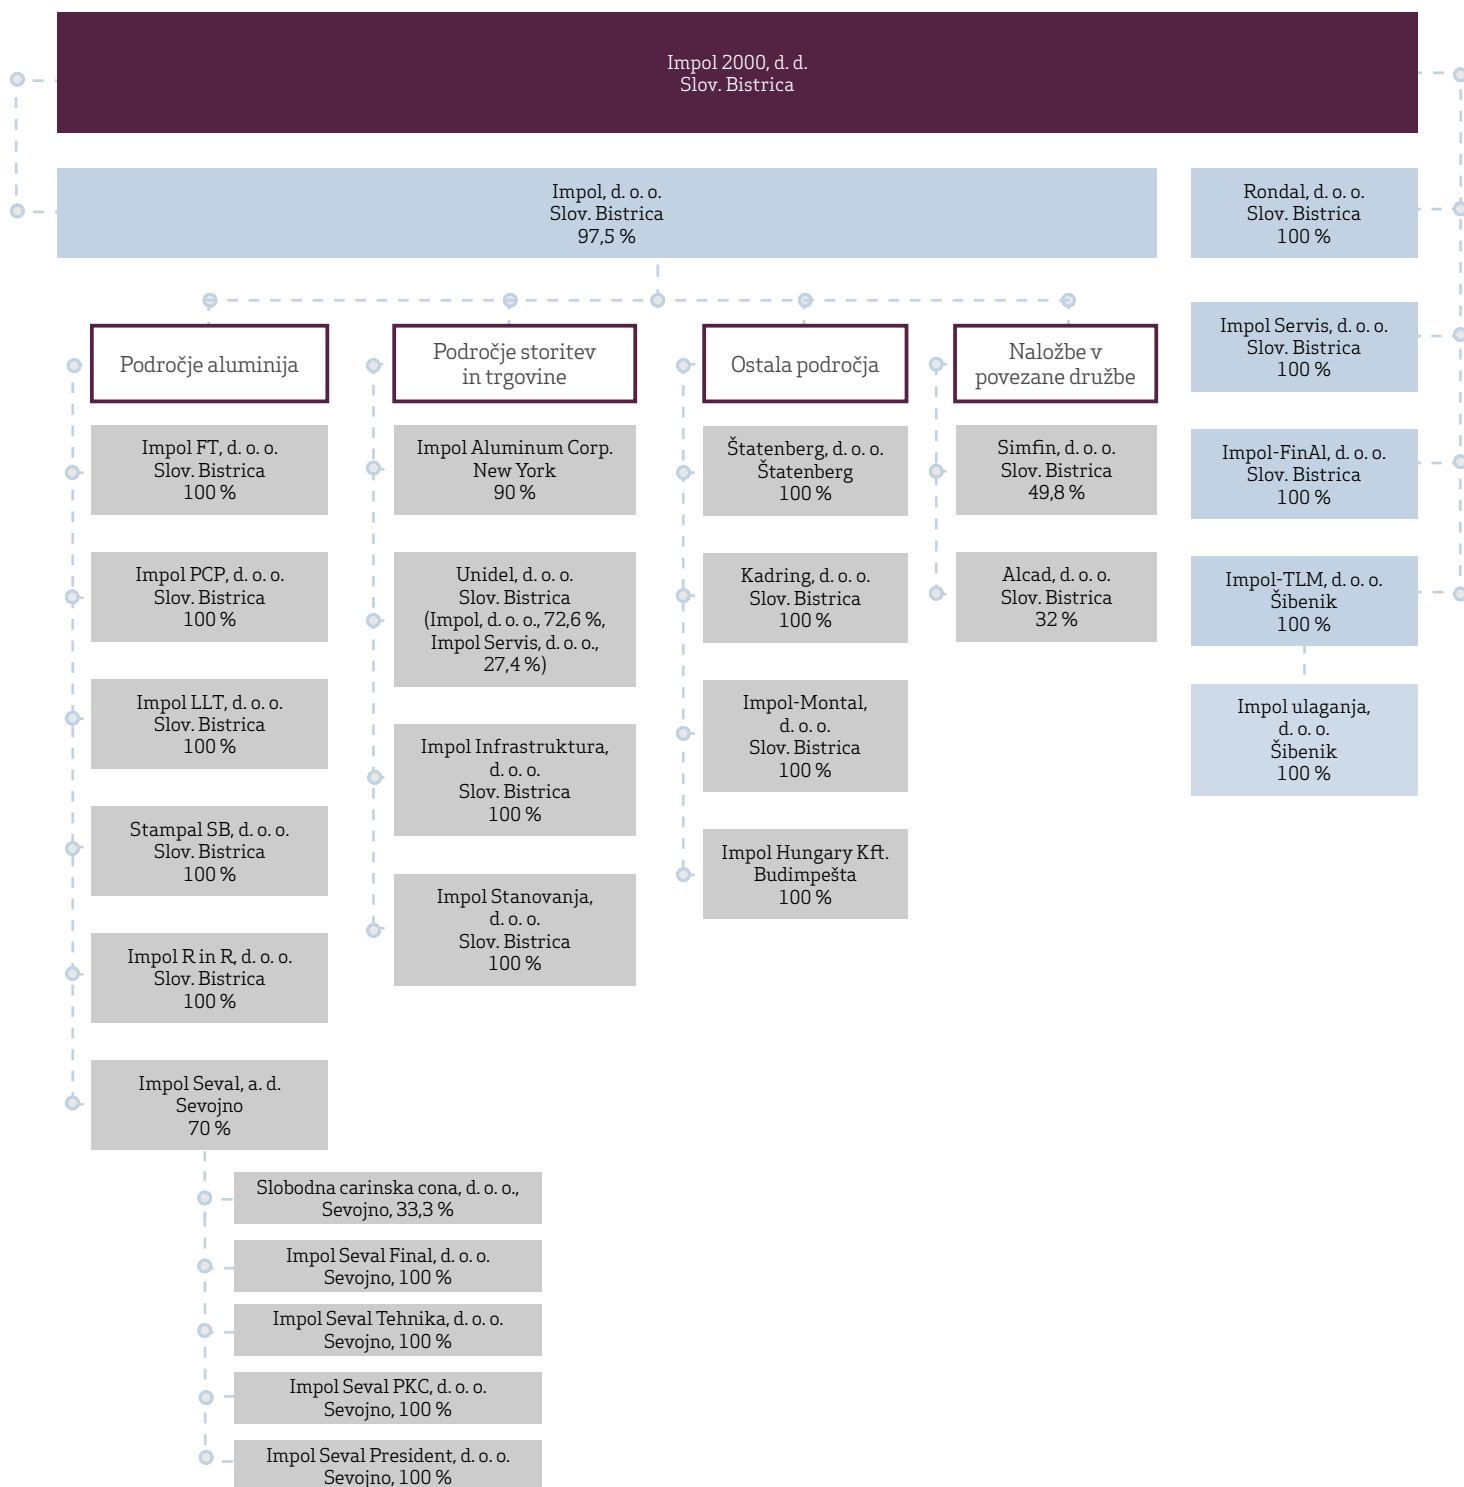 Impol 2000, d. d.
Slov. Bistrica
Impol, d. o. o.
Slov. Bistrica
97,5 %
Rondal, d. o. o.
Slov. Bistrica
100 %
Impol Servis, d. o. o.
Slov. Bistrica
100 %
Impol-FinAl, d. o. o.
Slov. Bistrica
100 %
Impol-TLM, d. o. o.
Šibenik
100 %
Impol ulaganja,
d. o. o.
Šibenik
100 %
Področje aluminija
Impol FT, d. o. o.
Slov. Bistrica
100 %
Impol PCP, d. o. o.
Slov. Bistrica
100 %
Impol LLT, d. o. o.
Slov. Bistrica
100 %
Stampal SB, d. o. o.
Slov. Bistrica
100 %
Impol R in R, d. o. o.
Slov. Bistrica
100 %
Impol Seval, a. d.
Sevojno
70 %
Slobodna carinska cona, d. o. o.,
Sevojno, 33,3 %
Impol Seval Final, d. o. o.
Sevojno, 100 %
Impol Seval Tehnika, d. o. o.
Sevojno, 100 %
Impol Seval PKC, d. o. o.
Sevojno, 100 %
Impol Seval President, d. o. o.
Sevojno, 100 %
Področje storitev
in trgovine
Impol Aluminum Corp.
New York
90 %
Unidel, d. o. o.
Slov. Bistrica
(Impol, d. o. o., 72,6 %,
Impol Servis, d. o. o.,
27,4 %)
Impol Infrastruktura,
d. o. o.
Slov. Bistrica
100 %
Impol Stanovanja,
d. o. o.
Slov. Bistrica
100 %
Ostala področja
Štatenberg, d. o. o.
Štatenberg
100 %
Kadring, d. o. o.
Slov. Bistrica
100 %
Impol-Montal,
d. o. o.
Slov. Bistrica
100 %
Impol Hungary Kft.
Budimpešta
100 %
Naložbe v
povezane družbe
Simfin, d. o. o.
Slov. Bistrica
49,8 %
Alcad, d. o. o.
Slov. Bistrica
32 %